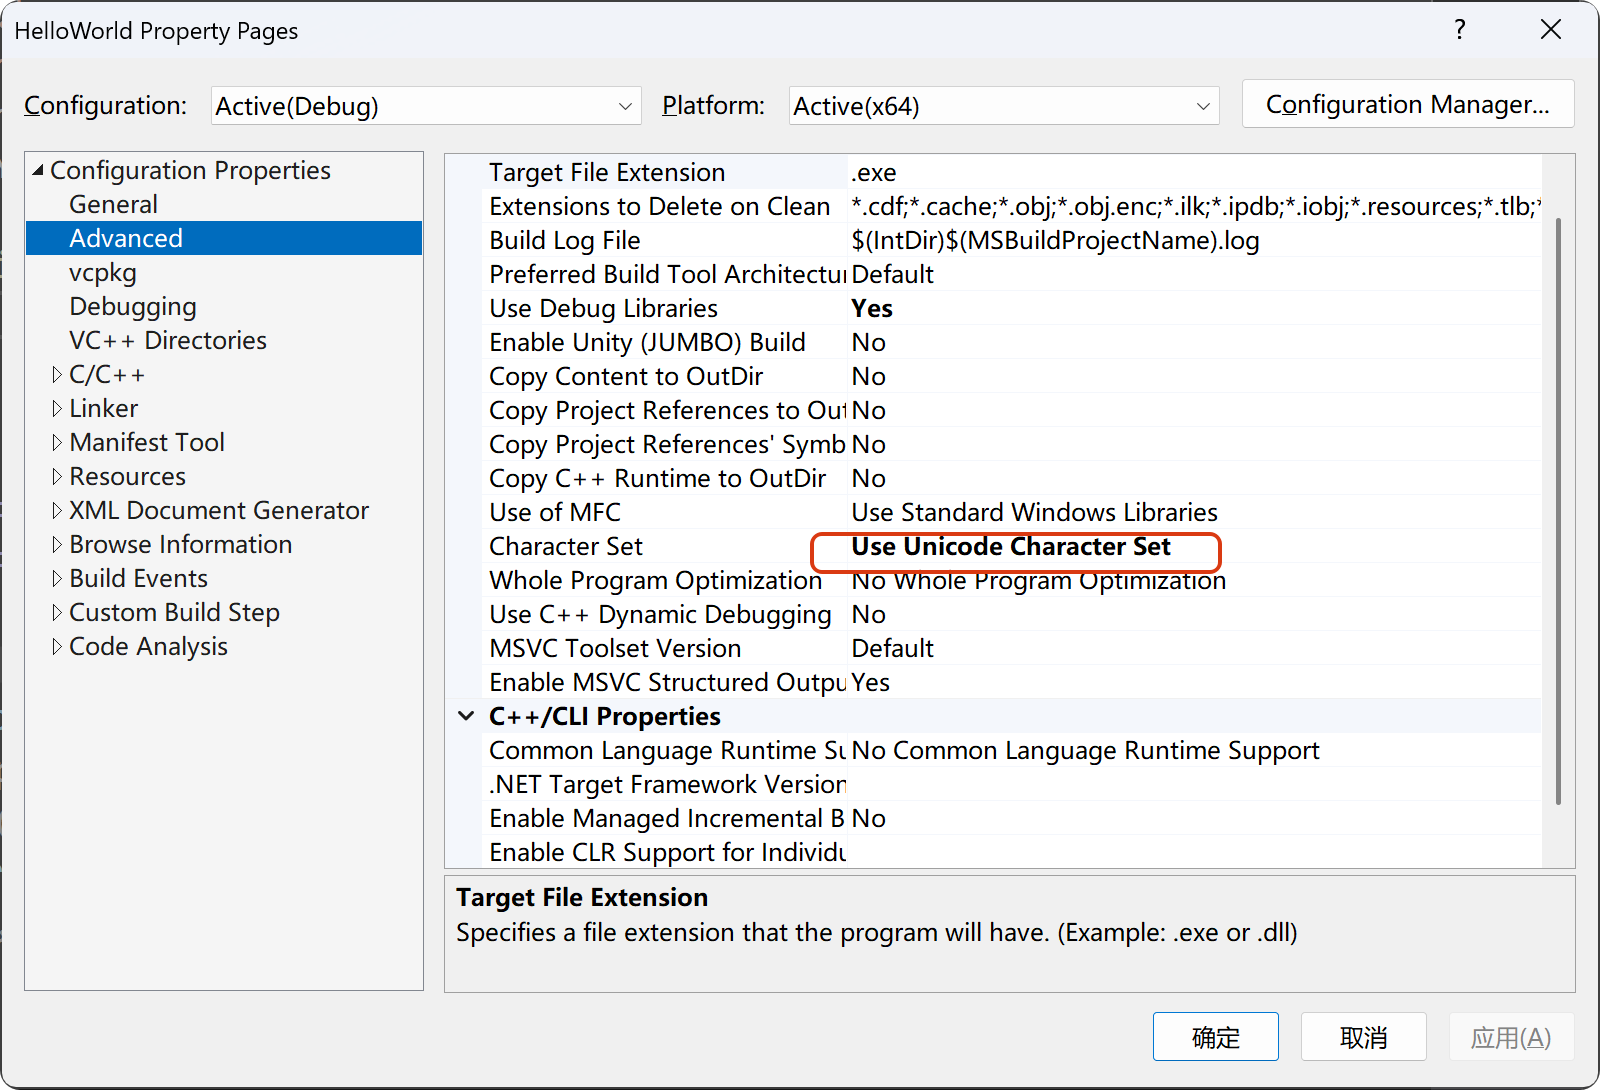 HelloWorld Property Pages
?
Configuration: Active(Debug) Platform: Active(x64) Configuration Manager...
Configuration Properties
General
Advanced
vcpkg
Debugging
VC++ Directories
C/C++
Linker
Manifest Tool
Resources
XML Document Generator
Browse Information
Build Events
Custom Build Step
Code Analysis
Target File Extension .exe
Extensions to Delete on Clean *.cdf;*.cache;*.obj;*.obj.enc;*.ilk;*.ipdb;*.iobj;*.resources;*.tlb;*
Build Log File $(IntDir)$(MSBuildProjectName).log
Preferred Build Tool Architectur Default
Use Debug Libraries Yes
Enable Unity (JUMBO) Build No
Copy Content to OutDir No
Copy Project References to Out No
Copy Project References' Symb No
Copy C++ Runtime to OutDir No
Use of MFC Use Standard Windows Libraries
Character Set Use Unicode Character Set
Whole Program Optimization No Whole Program Optimization
Use C++ Dynamic Debugging No
MSVC Toolset Version Default
Enable MSVC Structured Outpu Yes
C++/CLI Properties
Common Language Runtime Su No Common Language Runtime Support
.NET Target Framework Version
Enable Managed Incremental B No
Enable CLR Support for Individu
Target File Extension
Specifies a file extension that the program will have. (Example: .exe or .dll)
确定 取消 应用(A)